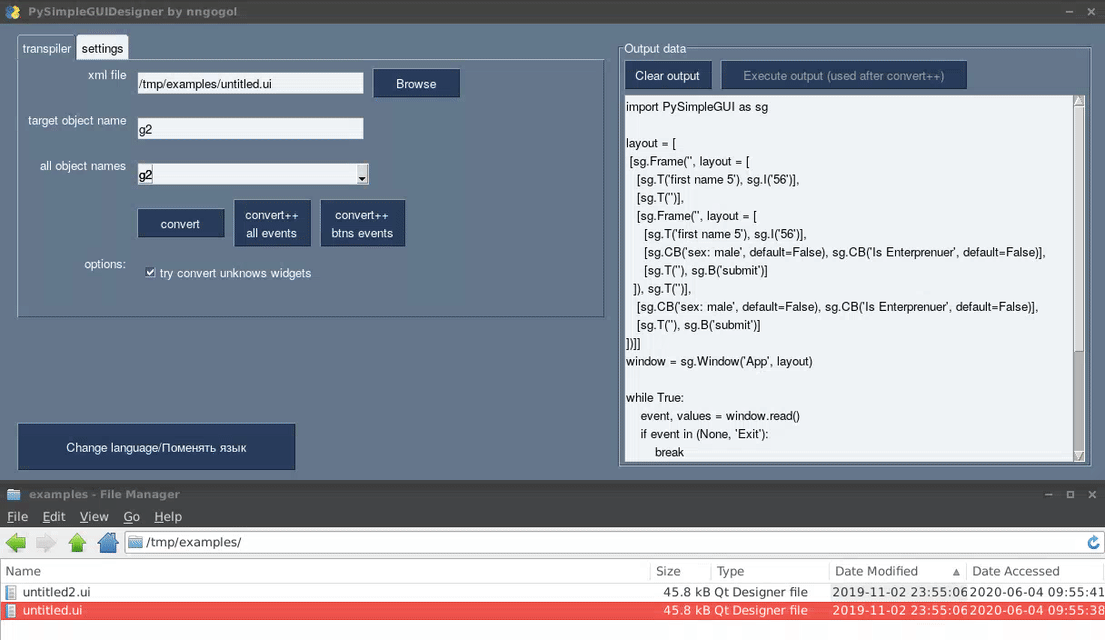 PySimpleGUIDesigner by nngogol
transpiler settings
xml file /tmp/examples/untitled.ui Browse
target object name g2
all object names g2
convert
convert++
all events
convert++
btns events
options: try convert unknows widgets
Change language/Поменять язык
Output data
Clear output Execute output (used after convert++)
import PySimpleGUI as sg
layout = [
[sg.Frame('', layout = [
[sg.T('first name 5'), sg.I('56')],
[sg.T('')],
[sg.Frame('', layout = [
[sg.T('first name 5'), sg.I('56')],
[sg.CB('sex: male', default=False), sg.CB('Is Enterprenuer', default=False)],
[sg.T(''), sg.B('submit')]
]), sg.T('')],
[sg.CB('sex: male', default=False), sg.CB('Is Enterprenuer', default=False)],
[sg.T(''), sg.B('submit')]
])]]
window = sg.Window('App', layout)
while True:
event, values = window.read()
if event in (None, 'Exit'):
break
examples - File Manager
File Edit View Go Help
/tmp/examples/
Name Size Type Date Modified Date Accessed
untitled2.ui 45.8 kB Qt Designer file 2019-11-02 23:55:06 2020-06-04 09:55:41
untitled.ui 45.8 kB Qt Designer file 2019-11-02 23:55:06 2020-06-04 09:55:38